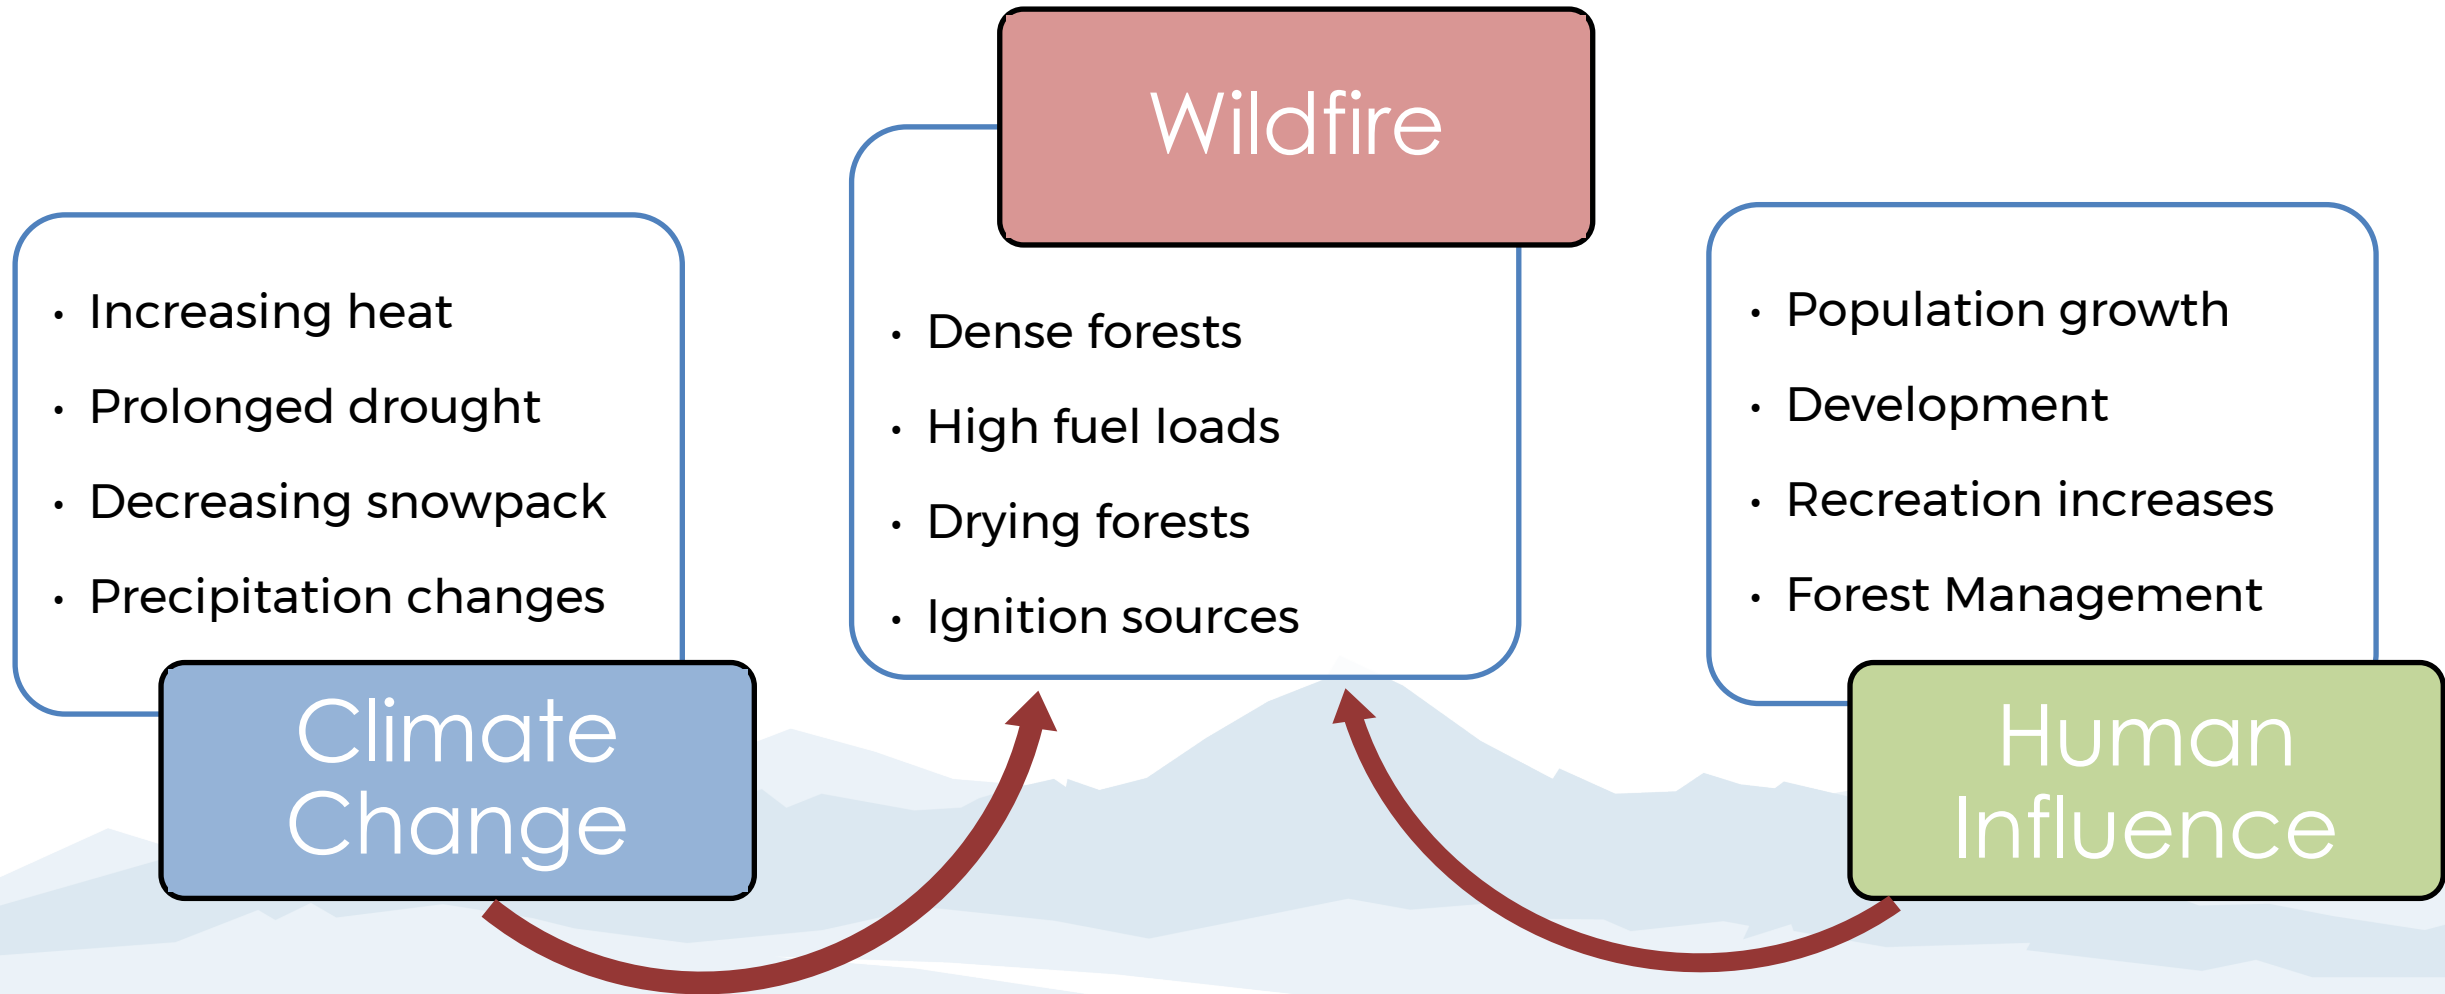 Wildfire
• Increasing heat
• Prolonged drought
• Decreasing snowpack
• Precipitation changes
Climate
Change
• Dense forests
• High fuel loads
• Drying forests
• Ignition sources
• Population growth
• Development
• Recreation increases
• Forest Management
Human
Influence